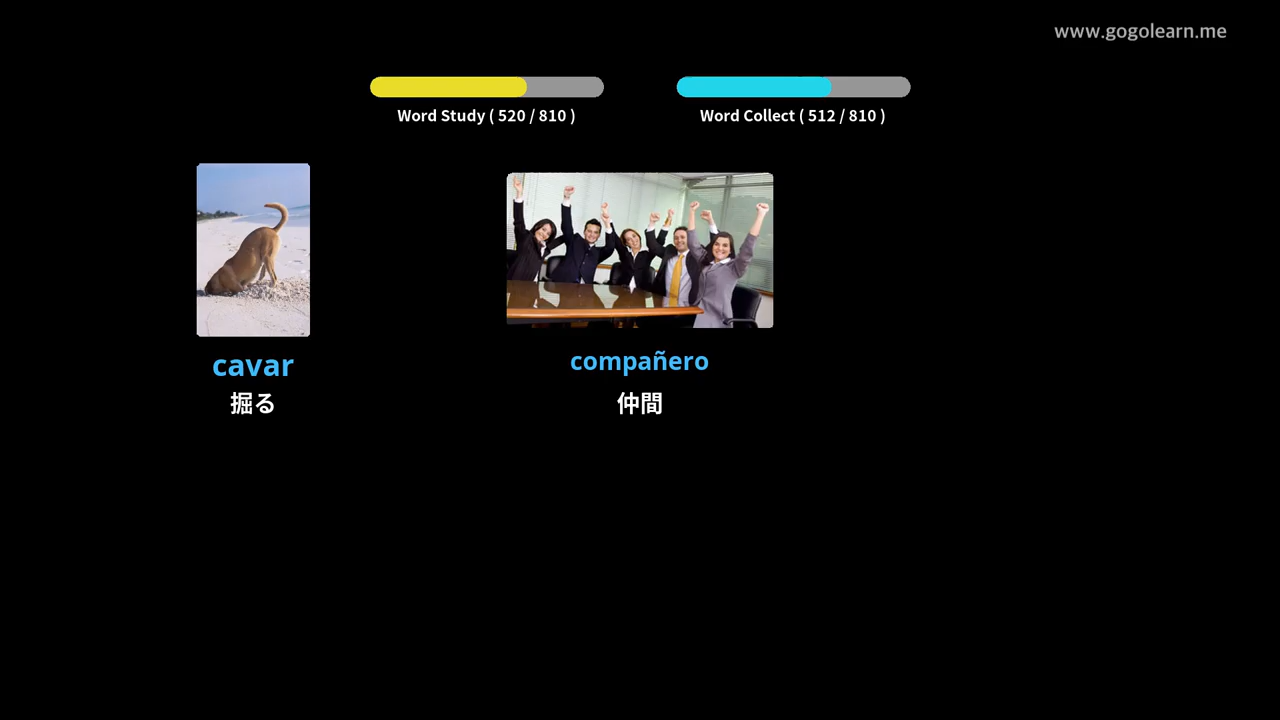 www.gogolearn.me
Word Study ( 520 / 810 )
Word Collect ( 512 / 810 )
cavar
掘る
compañero
仲間